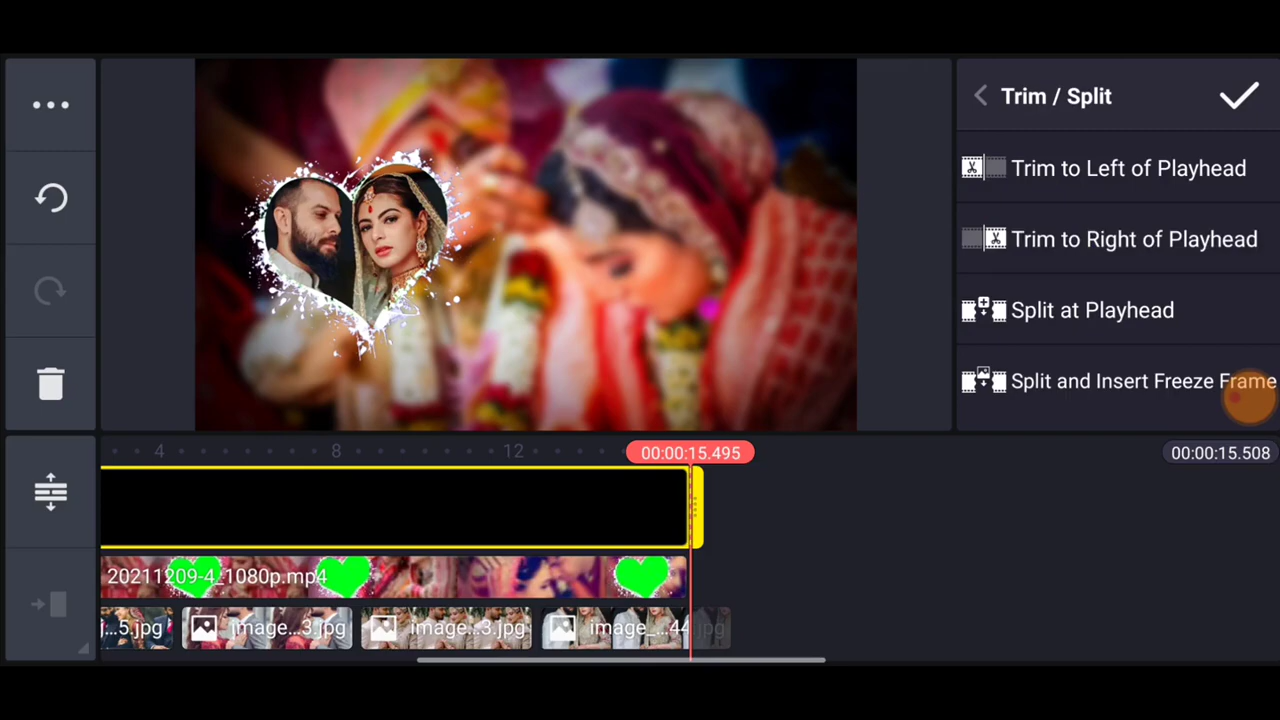 Trim / Split
Trim to Left of Playhead
Trim to Right of Playhead
Split at Playhead
Split and Insert Freeze Frame
4
8
12
00:00:15.495
00:00:15.508
20211209-4_1080p.mp4
j...5.jpg
image...3.jpg
image...3.jpg
image_...44.jpg